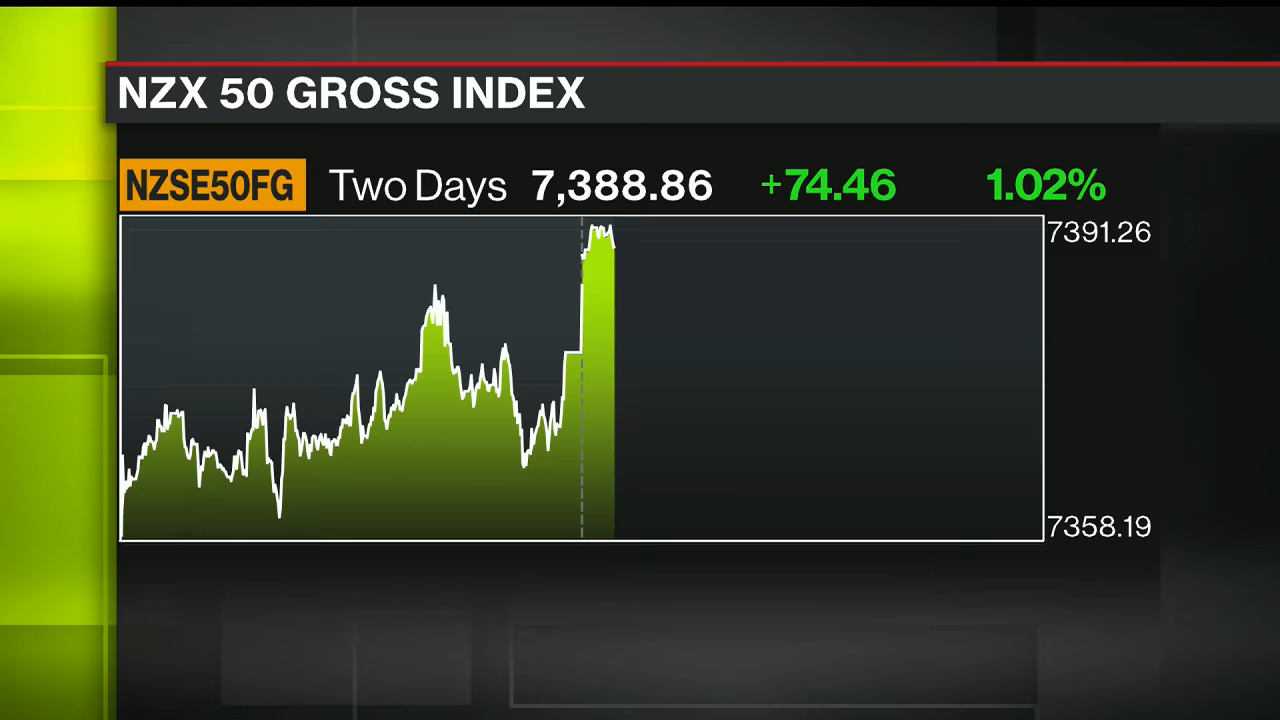 NZX 50 GROSS INDEX
NZSE50FG Two Days 7,388.86 +74.46 1.02%
7391.26
7358.19